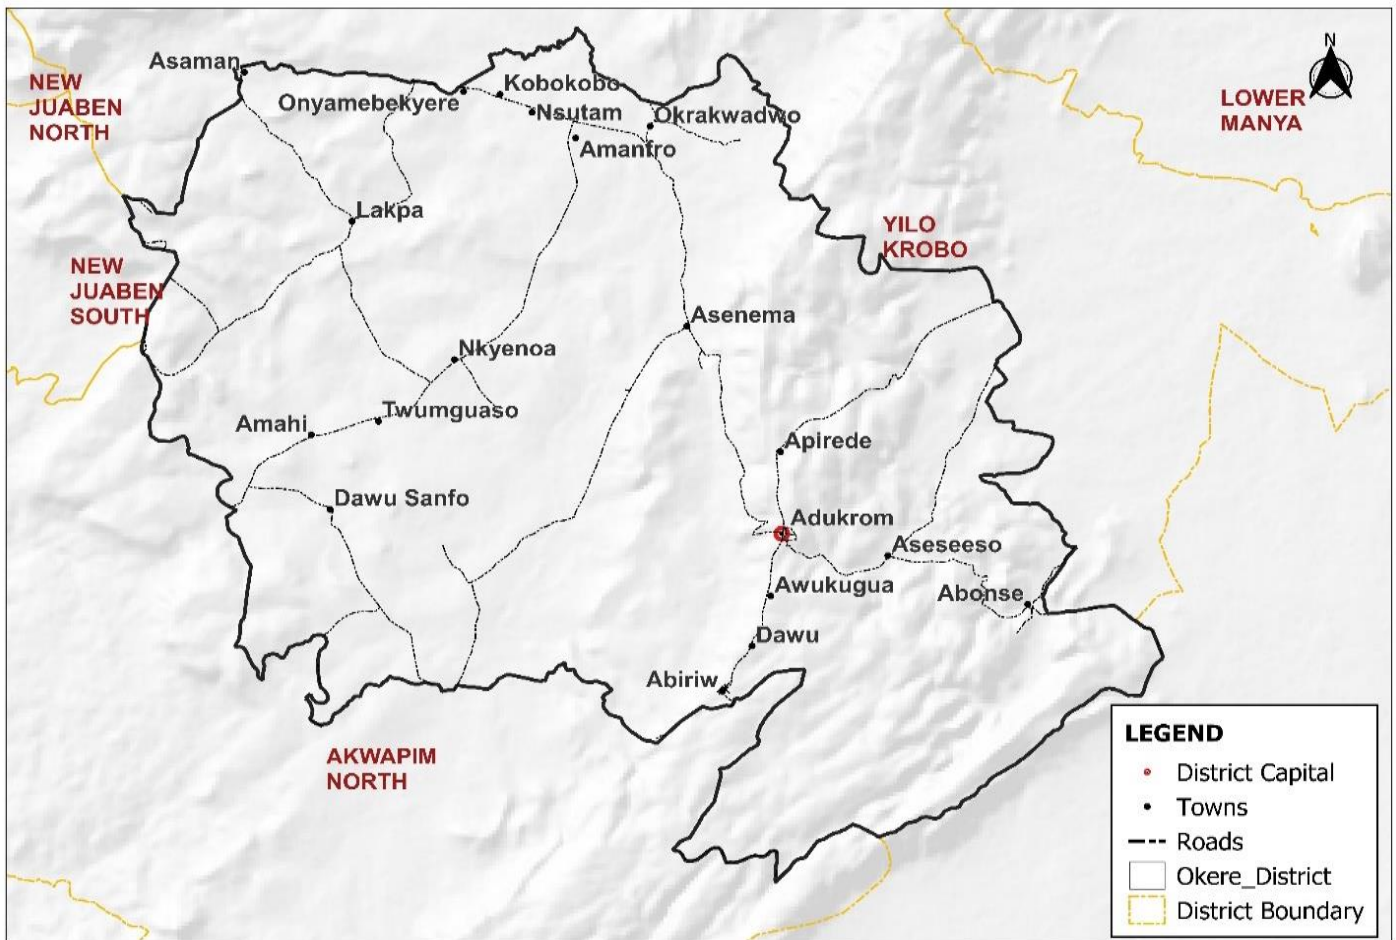 N
Asaman
NEW
JUABEN
NORTH
Onyamebekyere
Kobokobo
Nsutam
Okrakwadwo
Amanfro
LOWER
MANYA
Lakpa
YILO
KROBO
NEW
JUABEN
SOUTH
Asenema
Nkyenoa
Twumguaso
Amahi
Apirede
Dawu Sanfo
Adukrom
Aseseeso
Awukugua
Abonse
Dawu
Abiriw
AKWAPIM
NORTH
LEGEND
District Capital
Towns
Roads
Okere_District
District Boundary